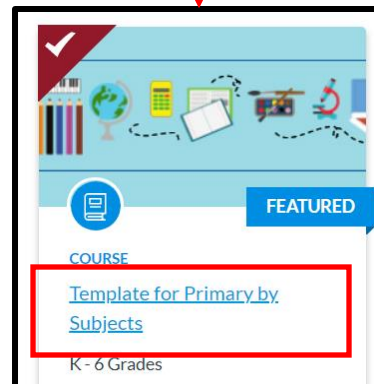 FEATURED
COURSE
Template for Primary by
Subjects
K - 6 Grades